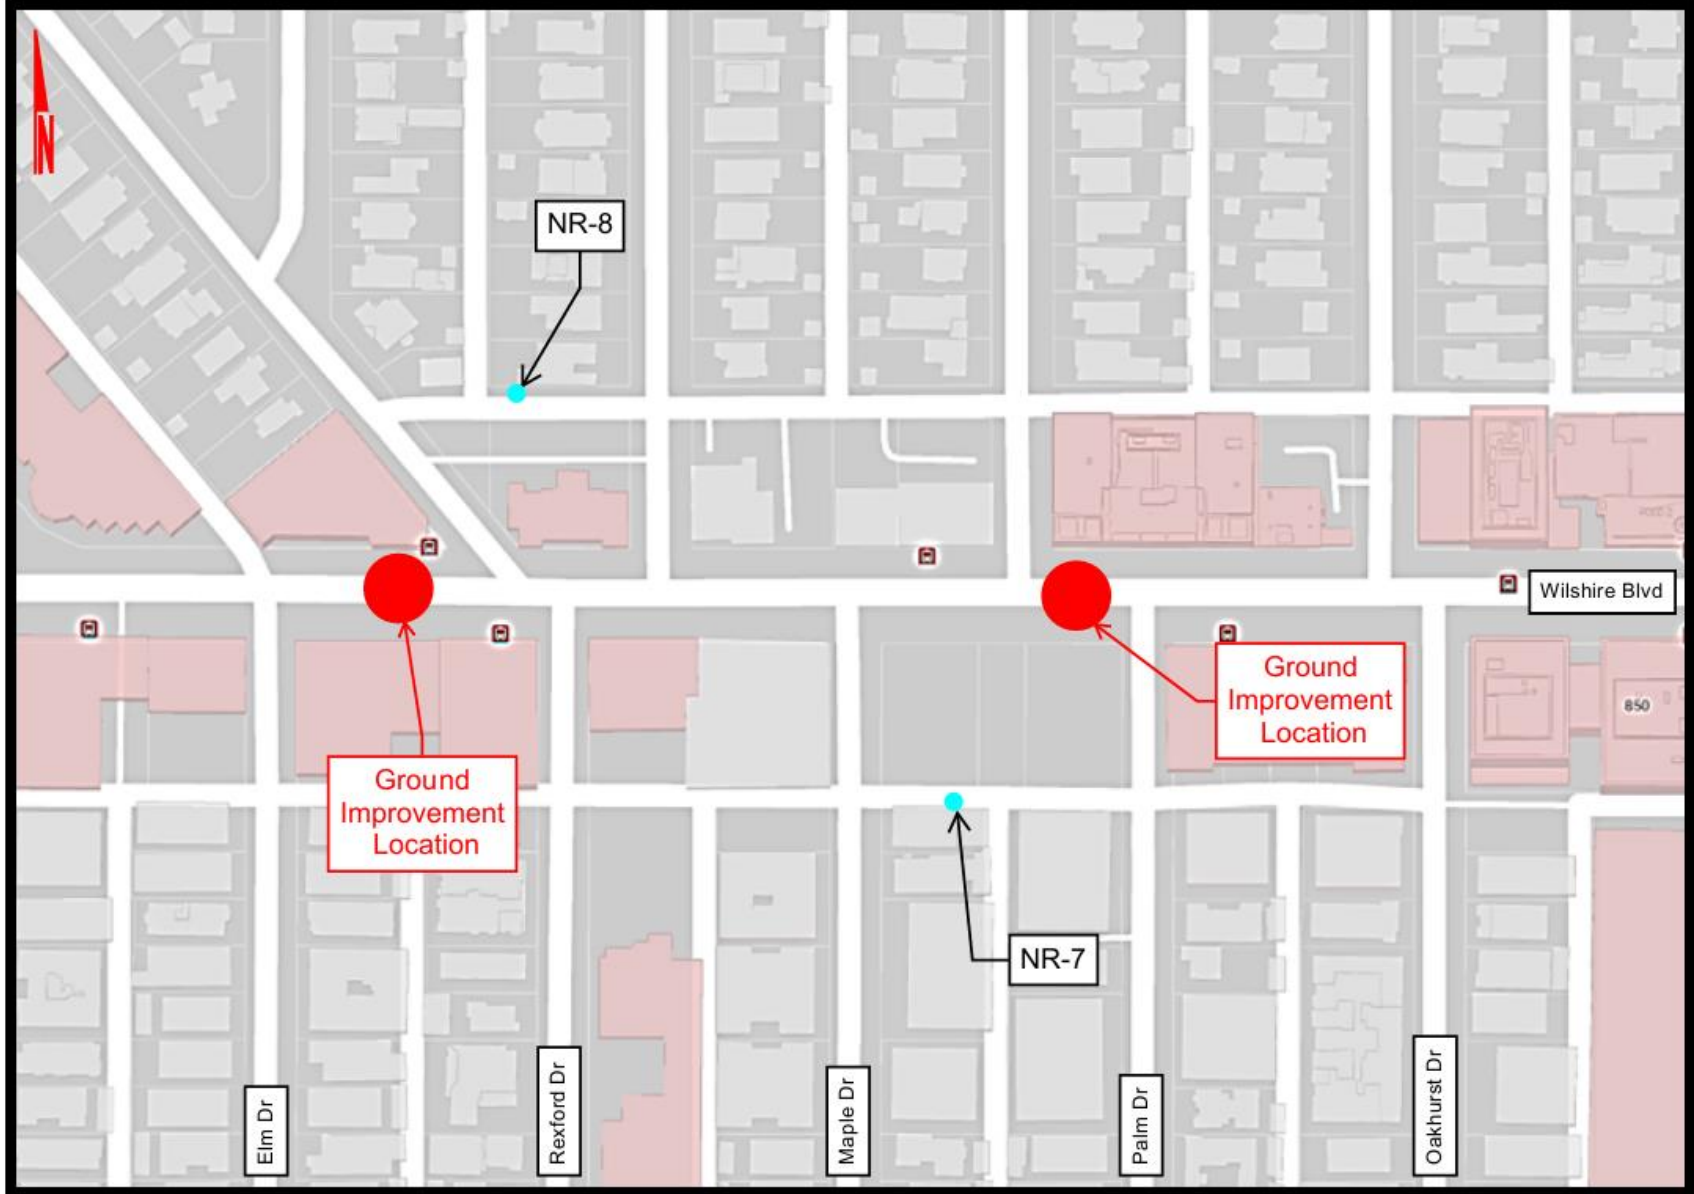 N
NR-8
Wilshire Blvd
Ground
Improvement
Location
850
Ground
Improvement
Location
NR-7
Elm Dr
Rexford Dr
Maple Dr
Palm Dr
Oakhurst Dr